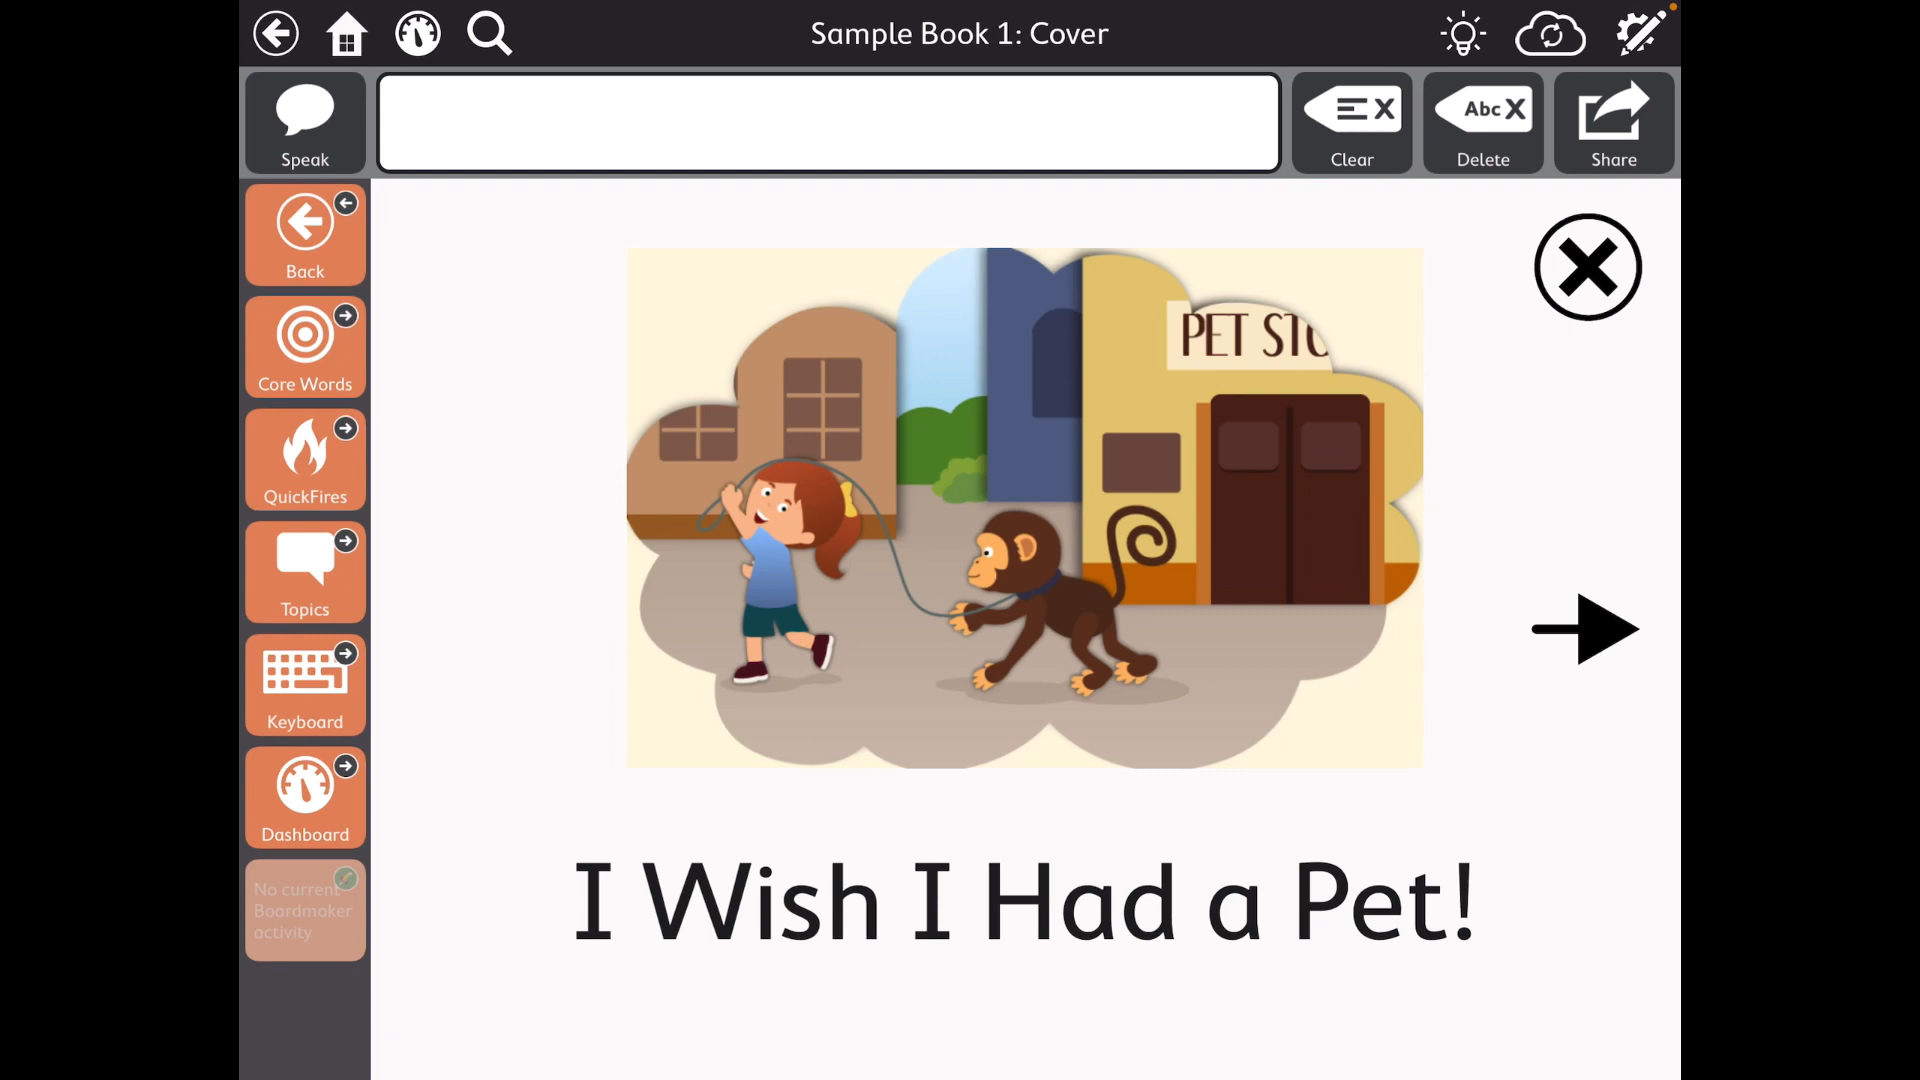 Sample Book 1: Cover
Speak
Abc X
Clear
Delete
Share
Back
Core Words
QuickFires
Topics
Keyboard
Dashboard
No current
Boardmaker
activity
PET STO
I Wish I Had a Pet!